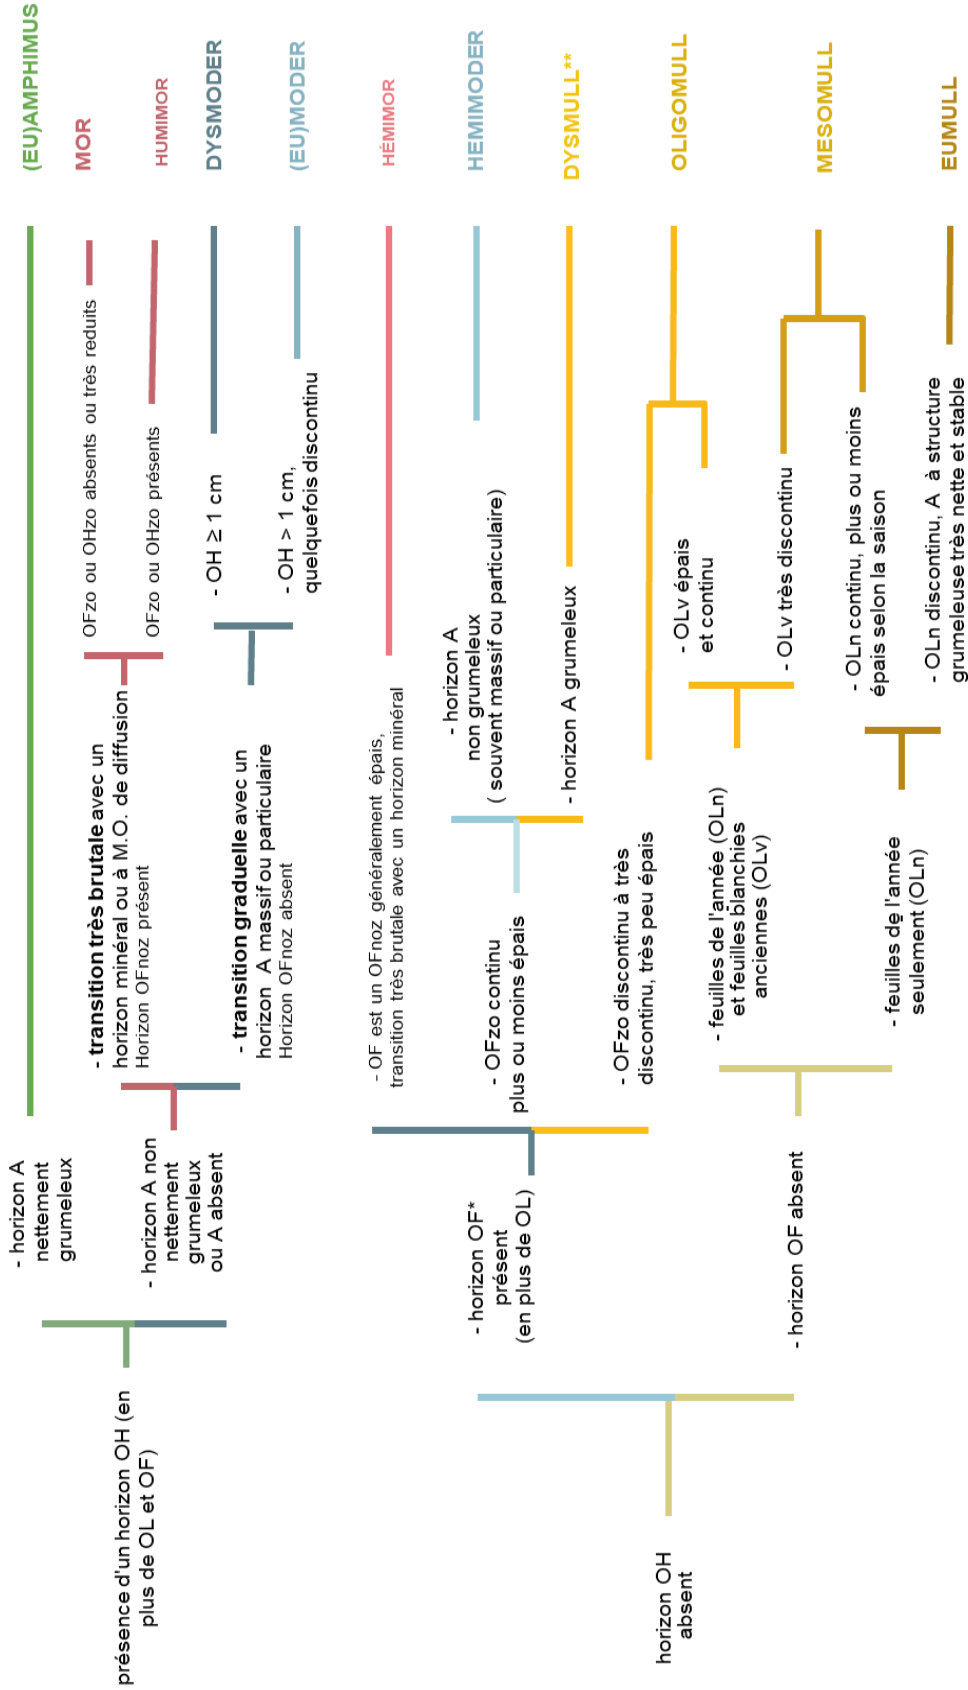 présence d'un horizon OH (en
plus de OL et OF)
- horizon A
nettement
grumeleux
(EU)AMPHIMUS
- horizon A non
nettement
grumeleux
ou A absent
- transition très brutale avec un
horizon minéral ou à M.O. de diffusion
Horizon OFnoz présent
OFzo ou OHzo absents ou très reduits
MOR
OFzo ou OHzo présents
HUMIMOR
- transition graduelle avec un
horizon A massif ou particulaire
Horizon OFnoz absent
- OH ≥ 1 cm
DYSMODER
- OH > 1 cm,
quelquefois discontinu
(EU)MODER
horizon OH
absent
- horizon OF*
présent
(en plus de OL)
- OF est un OFnoz généralement épais,
transition très brutale avec un horizon minéral
HÉMIMOR
- OFzo continu
plus ou moins épais
- horizon A
non grumeleux
( souvent massif ou particulaire)
HEMIMODER
- horizon A grumeleux
DYSMULL**
- OFzo discontinu à très
discontinu, très peu épais
OLIGOMULL
- horizon OF absent
- feuilles de l'année (OLn)
et feuilles blanchies
anciennes (OLv)
- OLv épais
et continu
- OLv très discontinu
MESOMULL
- feuilles de l'année
seulement (OLn)
- OLn continu, plus ou moins
épais selon la saison
- OLn discontinu, A à structure
grumeleuse très nette et stable
EUMULL